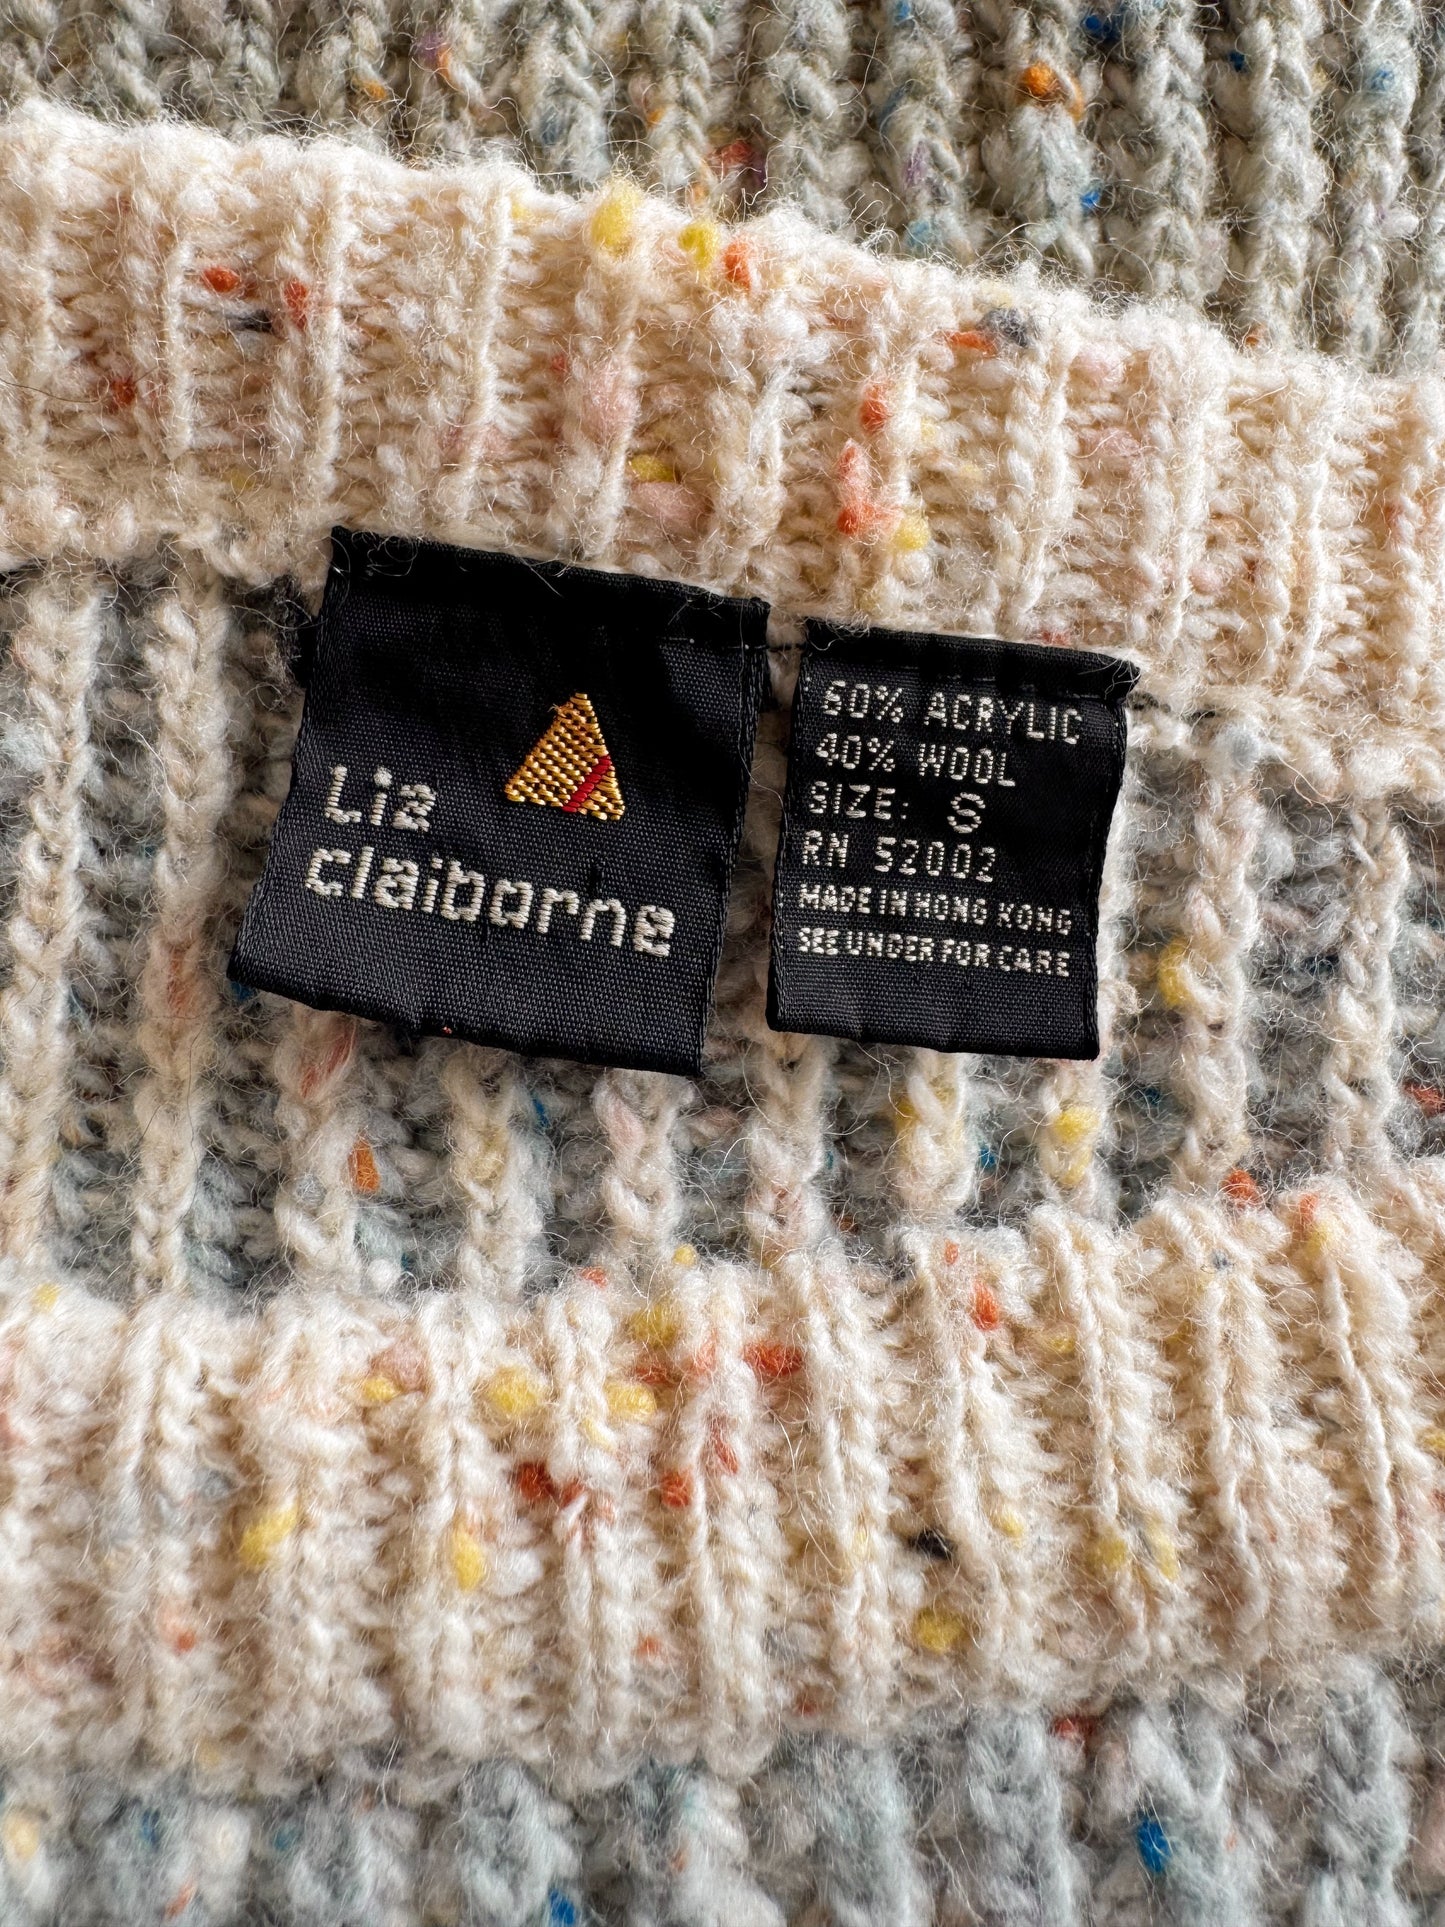 Liz
claiborne
60% ACRYLIC
40% WOOL
SIZE: S
RN 52002
MADE IN HONG KONG
SEE UNDER FOR CARE